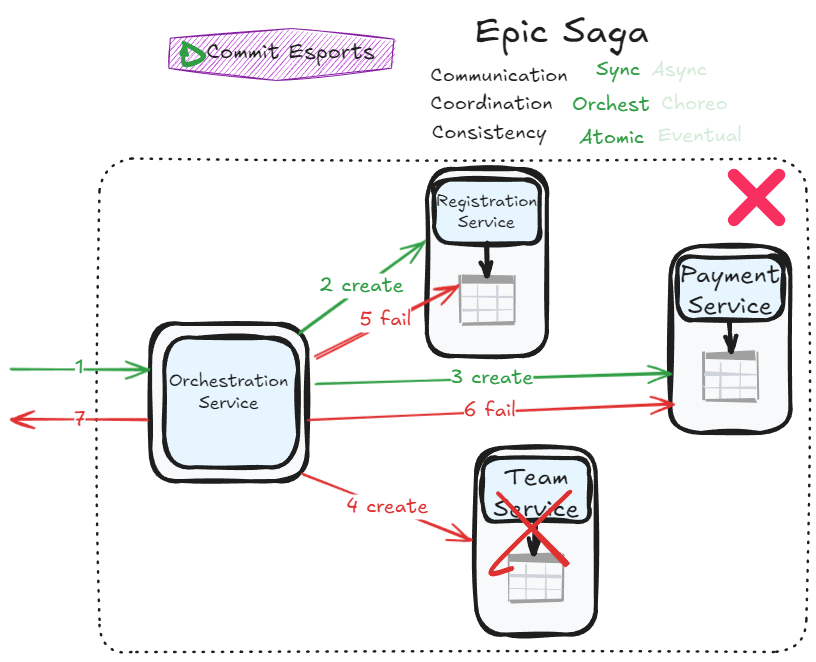 Commit Esports
Epic Saga
Communication Sync Async
Coordination Orchest Choreo
Consistency Atomic Eventual
Registration
Service
Payment
Service
2 create
5 fail
1
3 create
Orchestration
Service
7
6 fail
Team
Service
4 create